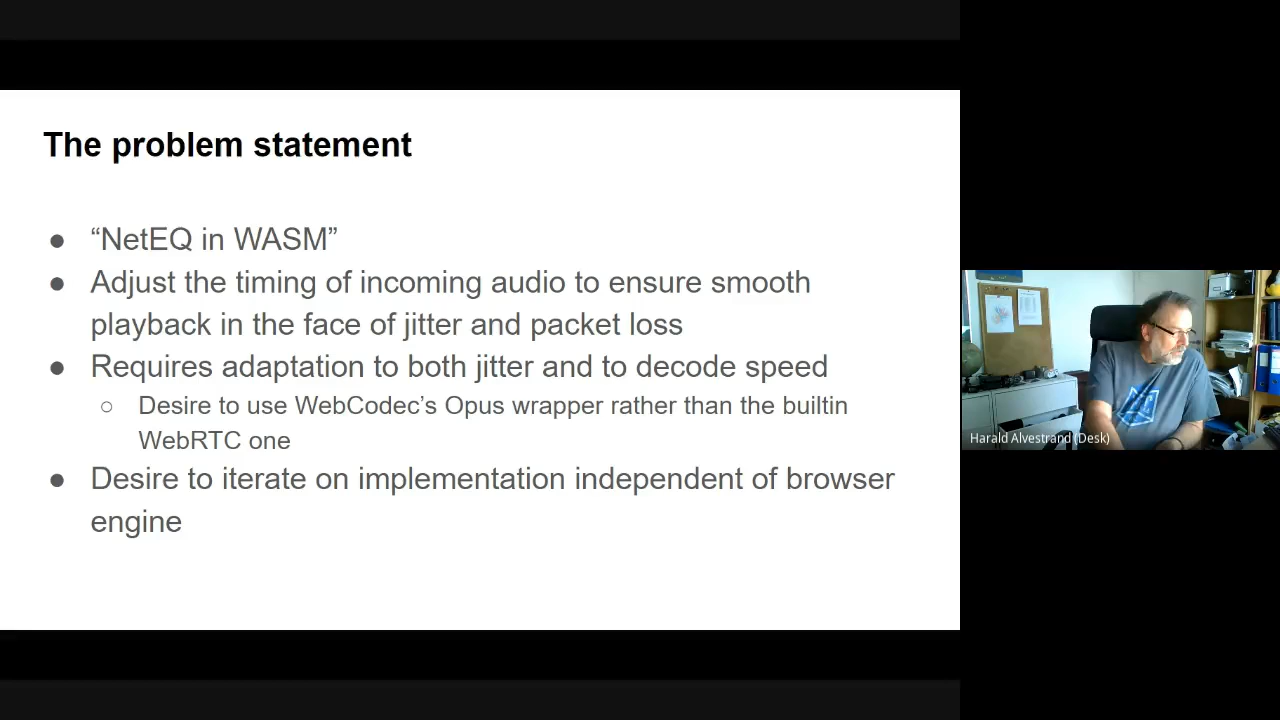 The problem statement
● “NetEQ in WASM”
● Adjust the timing of incoming audio to ensure smooth
playback in the face of jitter and packet loss
● Requires adaptation to both jitter and to decode speed
○ Desire to use WebCodec’s Opus wrapper rather than the builtin
WebRTC one
● Desire to iterate on implementation independent of browser
engine
Harald Alvestrand (Desk)